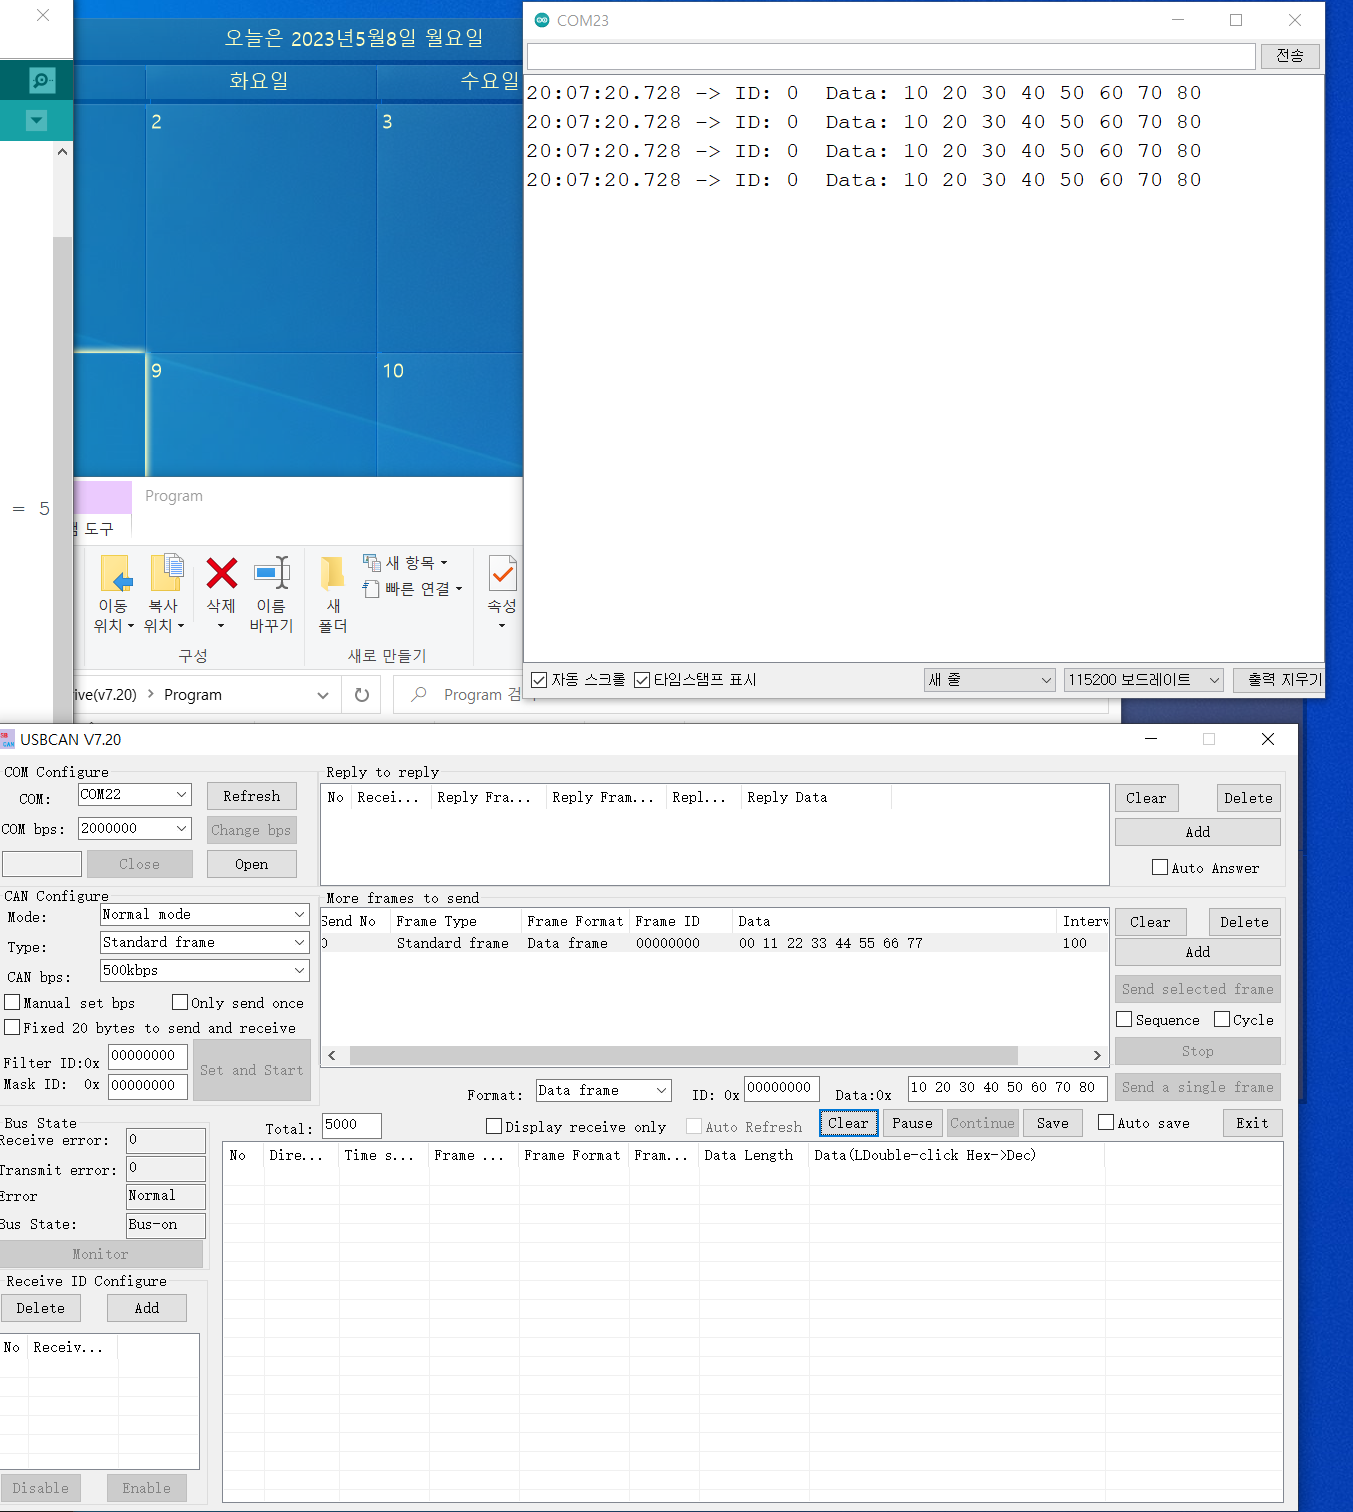 오늘은 2023년5월8일 월요일
화요일
수요일
2
3
9
10
= 5
COM23
전송
20:07:20.728 -> ID: 0  Data: 10 20 30 40 50 60 70 80
20:07:20.728 -> ID: 0  Data: 10 20 30 40 50 60 70 80
20:07:20.728 -> ID: 0  Data: 10 20 30 40 50 60 70 80
20:07:20.728 -> ID: 0  Data: 10 20 30 40 50 60 70 80
자동 스크롤
타임스탬프 표시
새 줄
115200 보드레이트
출력 지우기
Program
도구
이동 위치
복사 위치
삭제
이름 바꾸기
새 폴더
새 항목
빠른 연결
속성
구성
새로 만들기
ive(v7.20) > Program
Program
USBCAN V7.20
COM Configure
COM: COM22
Refresh
COM bps: 2000000
Change bps
Close
Open
Reply to reply
No Recei... Reply Fra... Reply Fram... Repl... Reply Data
Clear
Delete
Add
Auto Answer
CAN Configure
Mode: Normal mode
Type: Standard frame
CAN bps: 500kbps
Manual set bps
Only send once
Fixed 20 bytes to send and receive
Filter ID:0x 00000000
Mask ID: 0x 00000000
Set and Start
More frames to send
Send No Frame Type Frame Format Frame ID Data Interv
0 Standard frame Data frame 00000000 00 11 22 33 44 55 66 77 100
Clear
Delete
Add
Send selected frame
Sequence
Cycle
Stop
Format: Data frame ID: 0x 00000000 Data:0x 10 20 30 40 50 60 70 80
Send a single frame
Total: 5000
Display receive only
Auto Refresh
Clear
Pause
Continue
Save
Auto save
Exit
Bus State
Receive error: 0
Transmit error: 0
Error Normal
Bus State: Bus-on
Monitor
No Dire... Time s... Frame ... Frame Format Fram... Data Length Data(LDouble-click Hex->Dec)
Receive ID Configure
Delete
Add
No Receiv...
Disable
Enable